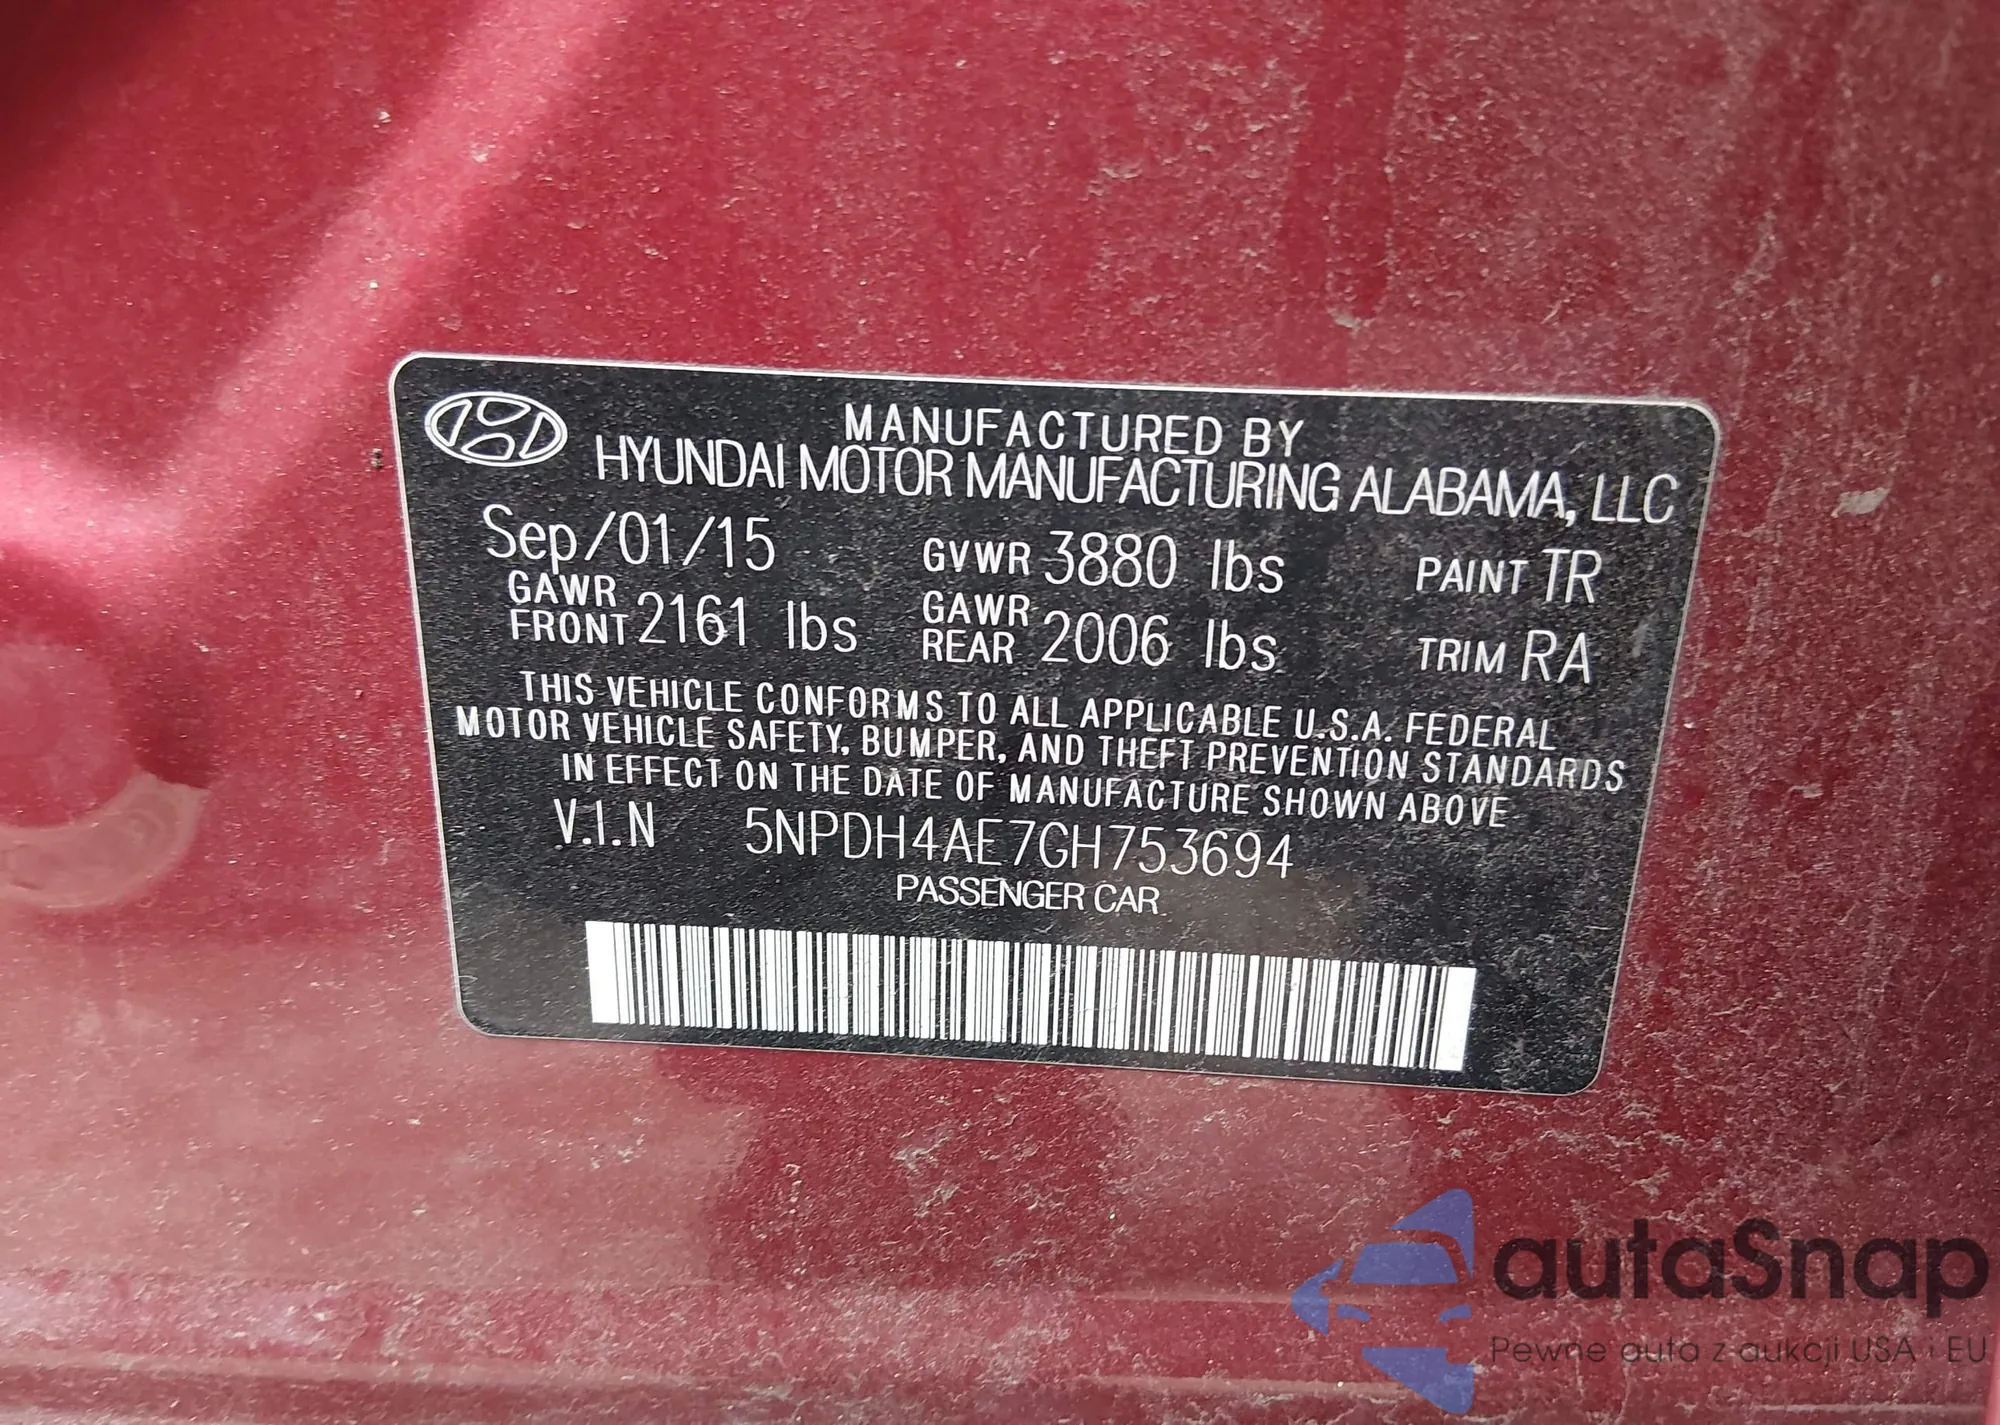 MANUFACTURED BY
HYUNDAI MOTOR MANUFACTURING ALABAMA, LLC
Sep/01/15 GVWR 3880 lbs PAINT TR
GAWR FRONT 2161 lbs GAWR REAR 2006 lbs TRIM RA
THIS VEHICLE CONFORMS TO ALL APPLICABLE U.S.A. FEDERAL
MOTOR VEHICLE SAFETY, BUMPER, AND THEFT PREVENTION STANDARDS
IN EFFECT ON THE DATE OF MANUFACTURE SHOWN ABOVE
V.I.N 5NPDH4AE7GH753694
PASSENGER CAR
autaSnap
Pewne auta z aukcji USA i EU